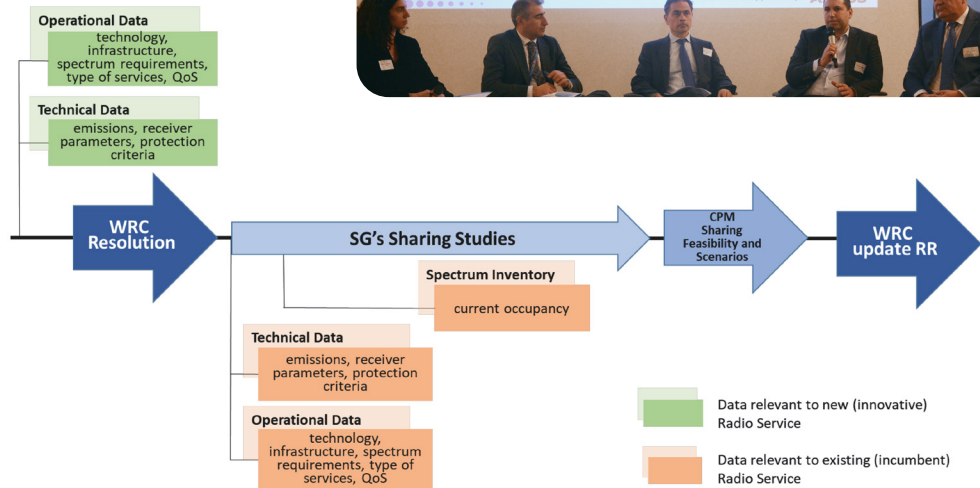 Operational Data
technology,
infrastructure,
spectrum requirements,
type of services, QoS
Technical Data
emissions, receiver
parameters, protection
criteria
WRC
Resolution
SG's Sharing Studies
CPM
Sharing
Feasibility and
Scenarios
WRC
update RR
Spectrum Inventory
current occupancy
Technical Data
emissions, receiver
parameters, protection
criteria
Operational Data
technology,
infrastructure, spectrum
requirements, type of
services, QoS
Data relevant to new (innovative)
Radio Service
Data relevant to existing (incumbent)
Radio Service